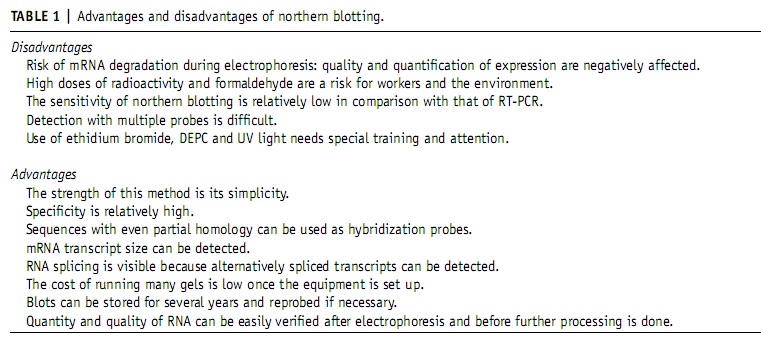 TABLE 1 | Advantages and disadvantages of northern blotting.
Disadvantages
Risk of mRNA degradation during electrophoresis: quality and quantification of expression are negatively affected.
High doses of radioactivity and formaldehyde are a risk for workers and the environment.
The sensitivity of northern blotting is relatively low in comparison with that of RT-PCR.
Detection with multiple probes is difficult.
Use of ethidium bromide, DEPC and UV light needs special training and attention.
Advantages
The strength of this method is its simplicity.
Specificity is relatively high.
Sequences with even partial homology can be used as hybridization probes.
mRNA transcript size can be detected.
RNA splicing is visible because alternatively spliced transcripts can be detected.
The cost of running many gels is low once the equipment is set up.
Blots can be stored for several years and reprobed if necessary.
Quantity and quality of RNA can be easily verified after electrophoresis and before further processing is done.